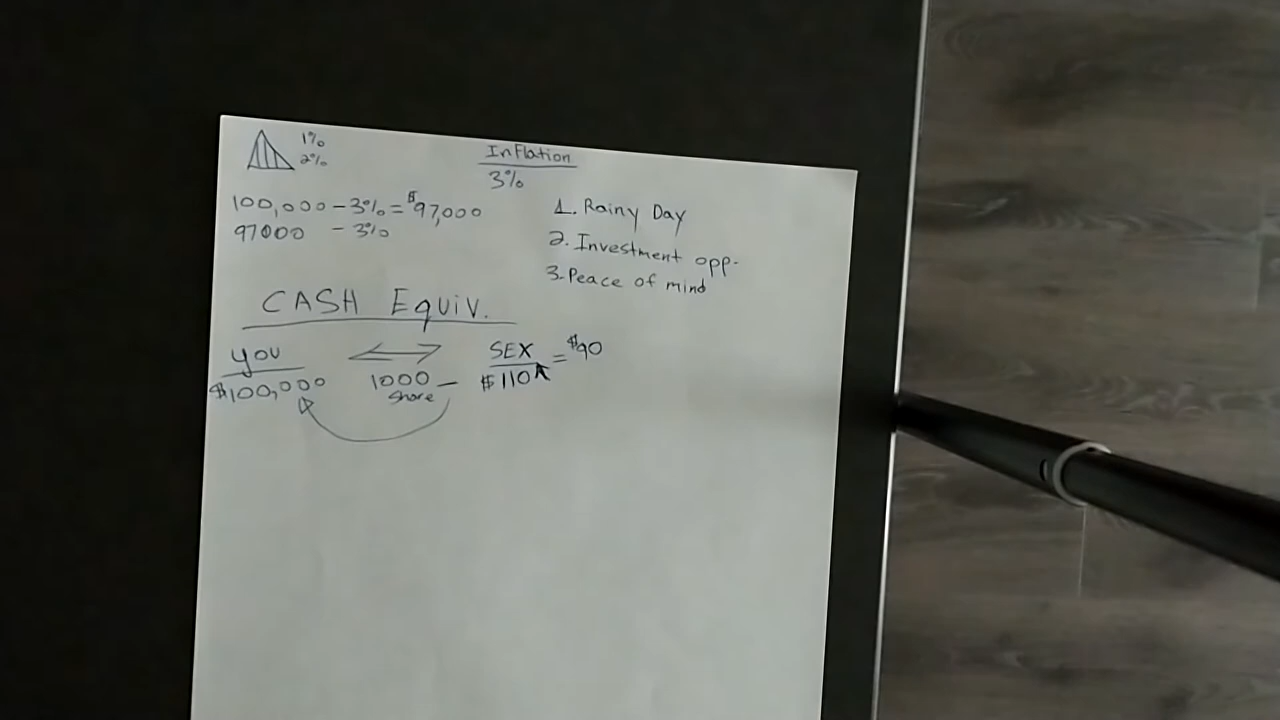 1%
2%
Inflation
3%
100,000 - 3% = $97,000
97000 - 3%
1. Rainy Day
2. Investment opp.
3. Peace of mind
CASH Equiv.
you
$100,000
1000
share
SEX = $90
$110K